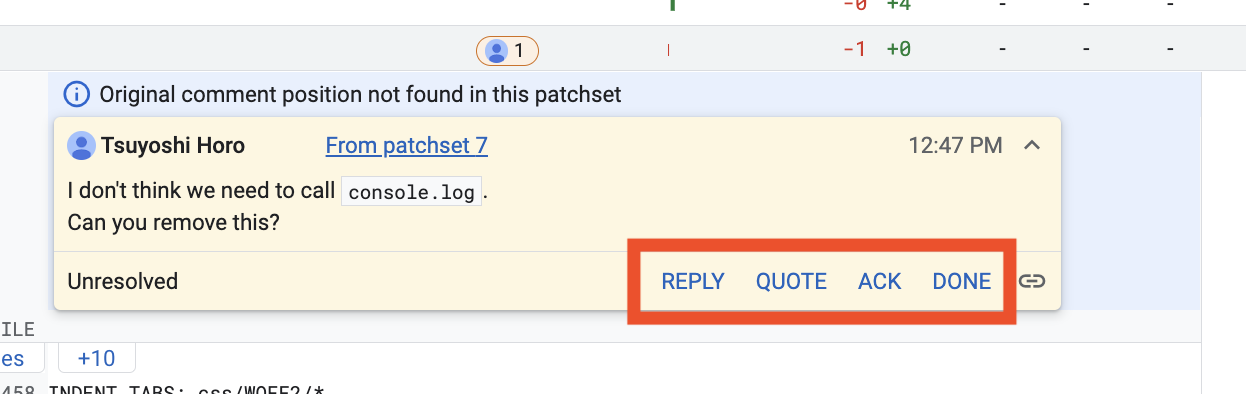 -0 +4 - - -
1 -1 +0 - - -
Original comment position not found in this patchset
Tsuyoshi Horo From patchset 7 12:47 PM
I don't think we need to call console.log.
Can you remove this?
Unresolved REPLY QUOTE ACK DONE
ILE
es +10
458 INDENT TABS: css/WOFF2/*